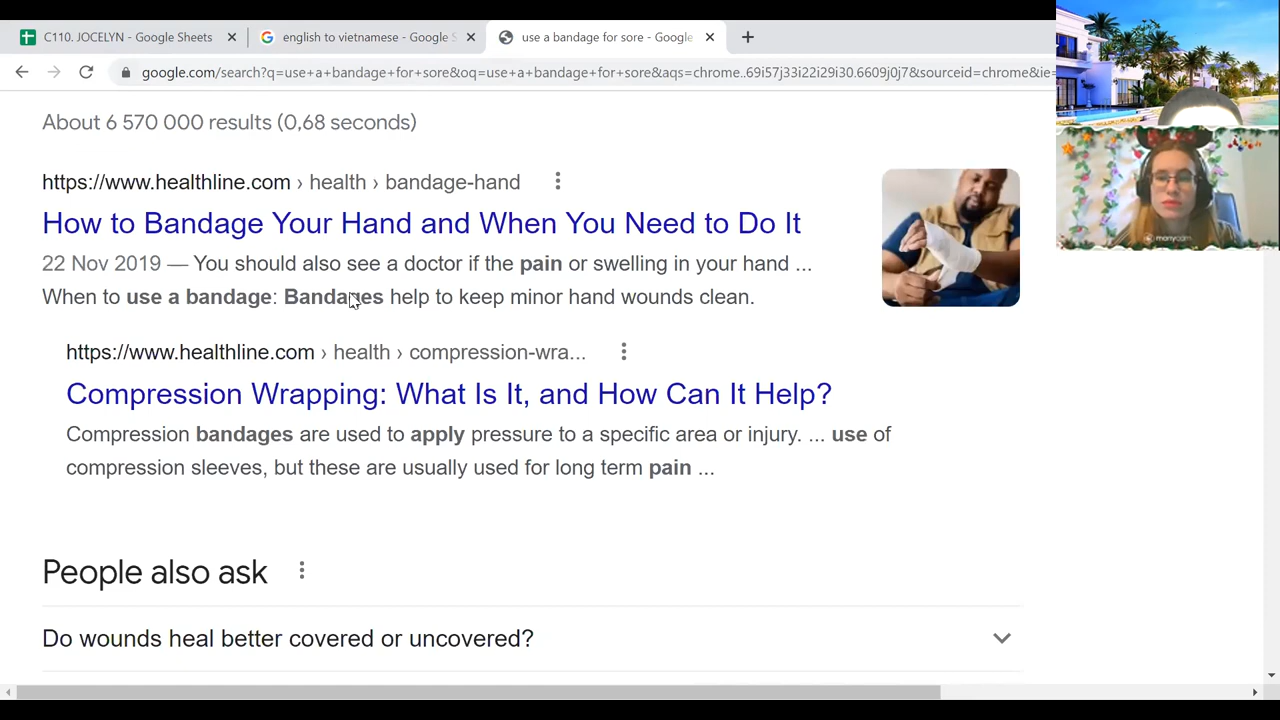 C110. JOCELYN - Google Sheets
english to vietnamese - Google S
use a bandage for sore - Google
google.com/search?q=use+a+bandage+for+sore&oq=use+a+bandage+for+sore&aqs=chrome..69i57j33i22i29i30.6609j0j7&sourceid=chrome&ie=
About 6 570 000 results (0,68 seconds)
https://www.healthline.com › health › bandage-hand
How to Bandage Your Hand and When You Need to Do It
22 Nov 2019 — You should also see a doctor if the pain or swelling in your hand ...
When to use a bandage: Bandages help to keep minor hand wounds clean.
https://www.healthline.com › health › compression-wra...
Compression Wrapping: What Is It, and How Can It Help?
Compression bandages are used to apply pressure to a specific area or injury. ... use of
compression sleeves, but these are usually used for long term pain ...
People also ask
Do wounds heal better covered or uncovered?
manycam